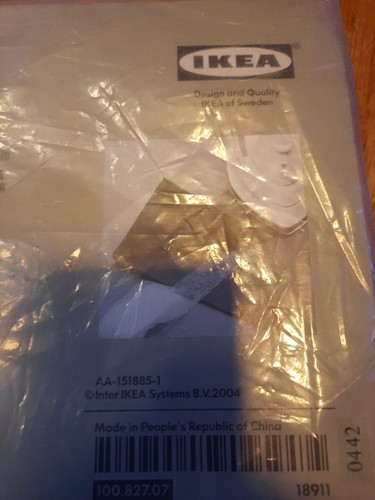 IKEA®
Design and Quality
IKEA of Sweden
AA-151885-1
©Inter IKEA Systems B.V. 2004
Made in People's Republic of China
0442
100.827.07
18911